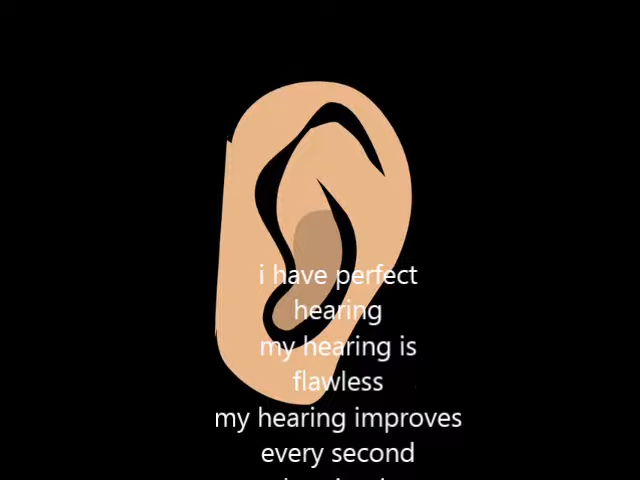 i have perfect
hearing
my hearing is
flawless
my hearing improves
every second